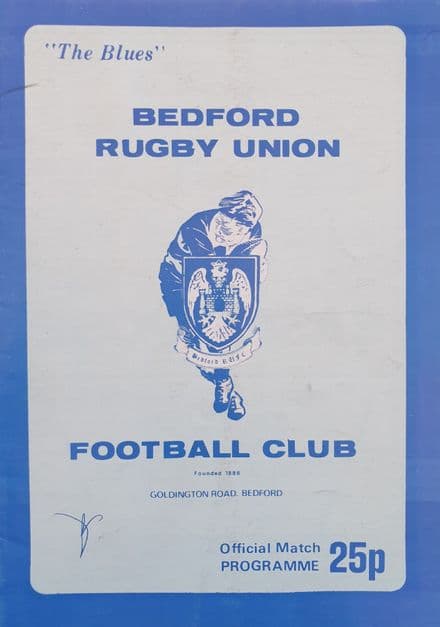 "The Blues"
BEDFORD
RUGBY UNION
Bedford R.U.F.C
FOOTBALL CLUB
Founded 1886
GOLDINGTON ROAD, BEDFORD
Official Match
PROGRAMME 25p